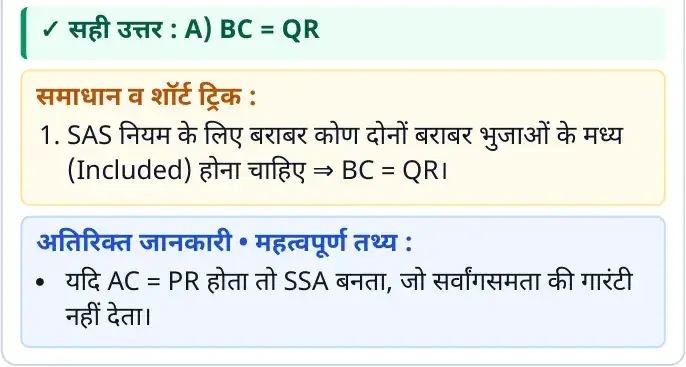 ✓ सही उत्तर : A) BC = QR
समाधान व शॉर्ट ट्रिक :
1. SAS नियम के लिए बराबर कोण दोनों बराबर भुजाओं के मध्य
(Included) होना चाहिए ⇒ BC = QR।
अतिरिक्त जानकारी • महत्वपूर्ण तथ्य :
• यदि AC = PR होता तो SSA बनता, जो सर्वांगसमता की गारंटी
नहीं देता।